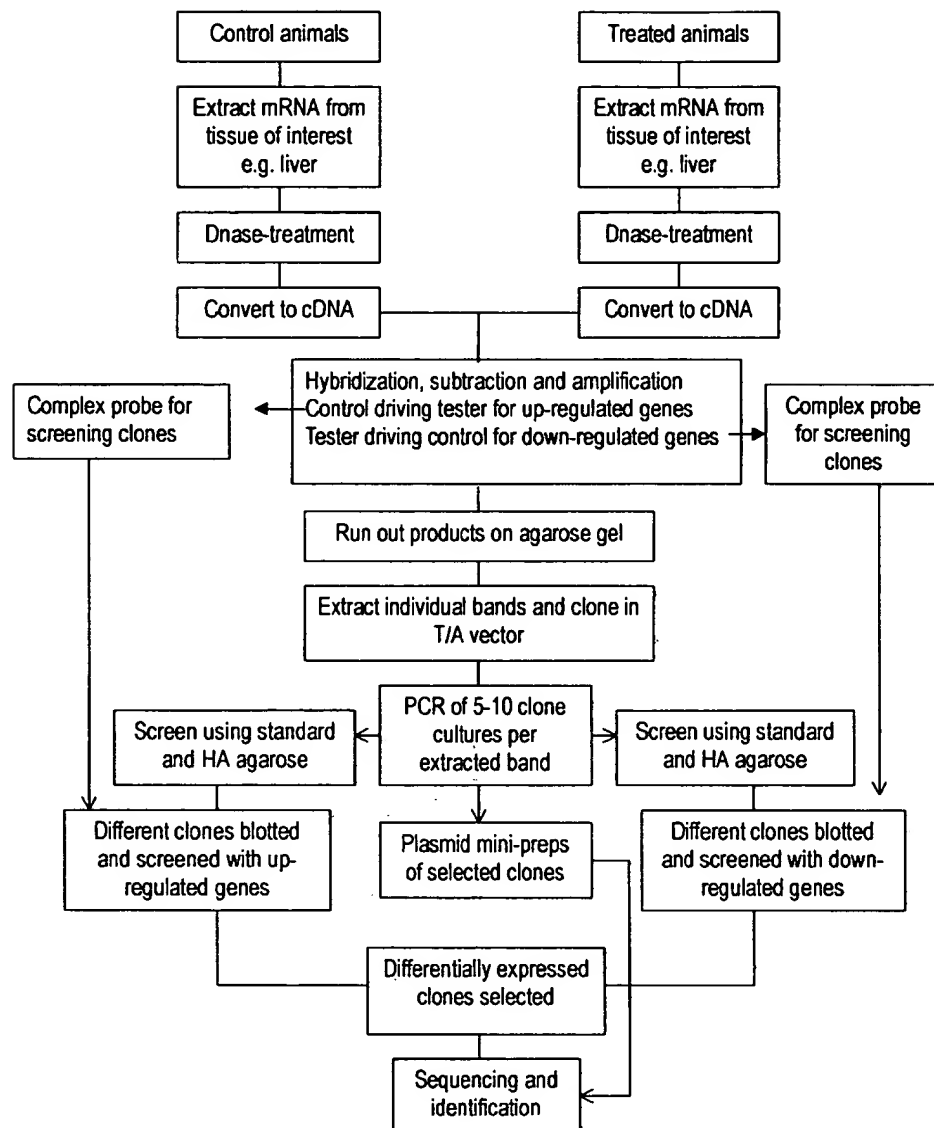 Control animals
Treated animals
Extract mRNA from
tissue of interest
e.g. liver
Extract mRNA from
tissue of interest
e.g. liver
Dnase-treatment
Dnase-treatment
Convert to cDNA
Convert to cDNA
Hybridization, subtraction and amplification
Control driving tester for up-regulated genes
Tester driving control for down-regulated genes
Complex probe for
screening clones
Complex probe
for screening
clones
Run out products on agarose gel
Extract individual bands and clone in
T/A vector
PCR of 5-10 clone
cultures per
extracted band
Screen using standard
and HA agarose
Screen using standard
and HA agarose
Different clones blotted
and screened with up-
regulated genes
Plasmid mini-preps
of selected clones
Different clones blotted
and screened with down-
regulated genes
Differentially expressed
clones selected
Sequencing and
identification